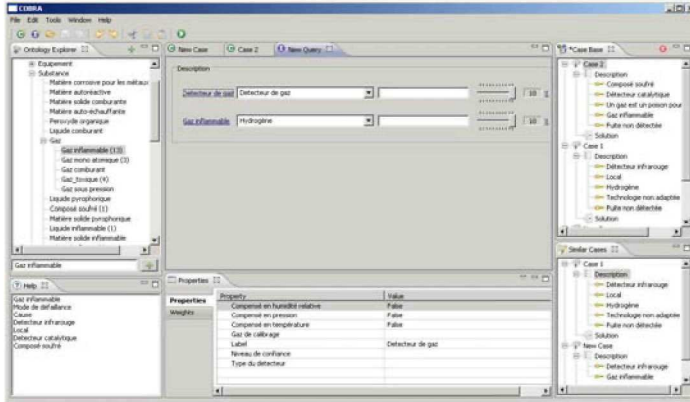 COBRA
File Edit Tools Window Help
Ontology Explorer
Equipement
Substance
Matière corrosive pour les métaux
Matière autoréactive
Matière solide comburante
Matière auto-échauffante
Peroxyde organique
Liquide comburant
Gaz
Gaz inflammable (13)
Gaz mono atomique (3)
Gaz comburant
Gaz_toxique (4)
Gaz sous pression
Liquide pyrophorique
Composé soufré (1)
Matière solide pyrophorique
Liquide inflammable (1)
Matière solide inflammable
Gaz inflammable
Help
Gaz inflammable
Mode de défaillance
Cause
Detecteur infrarouge
Local
Detecteur catalytique
Composé soufré
New Case Case 2 New Query
Description
Detecteur de gaz Detecteur de gaz 10
Gaz inflammable Hydrogène 10
Properties
Properties
Weights
Property Value
Compensé en humidité relative False
Compensé en pression False
Compensé en température False
Gaz de calibrage
Label Detecteur de gaz
Niveau de confiance
Type du detecteur
*Case Base
Case 2
Description
Composé soufré
Détecteur catalytique
Un gaz est un poison pour
Gaz inflammable
Fuite non détectée
Solution
Case 1
Description
Détecteur infrarouge
Local
Hydrogène
Technologie non adaptée
Fuite non détectée
Solution
Similar Cases
Case 1
Description
Détecteur infrarouge
Local
Hydrogène
Technologie non adaptée
Fuite non détectée
Solution
New Case
Description
Detecteur infrarouge
Gaz inflammable